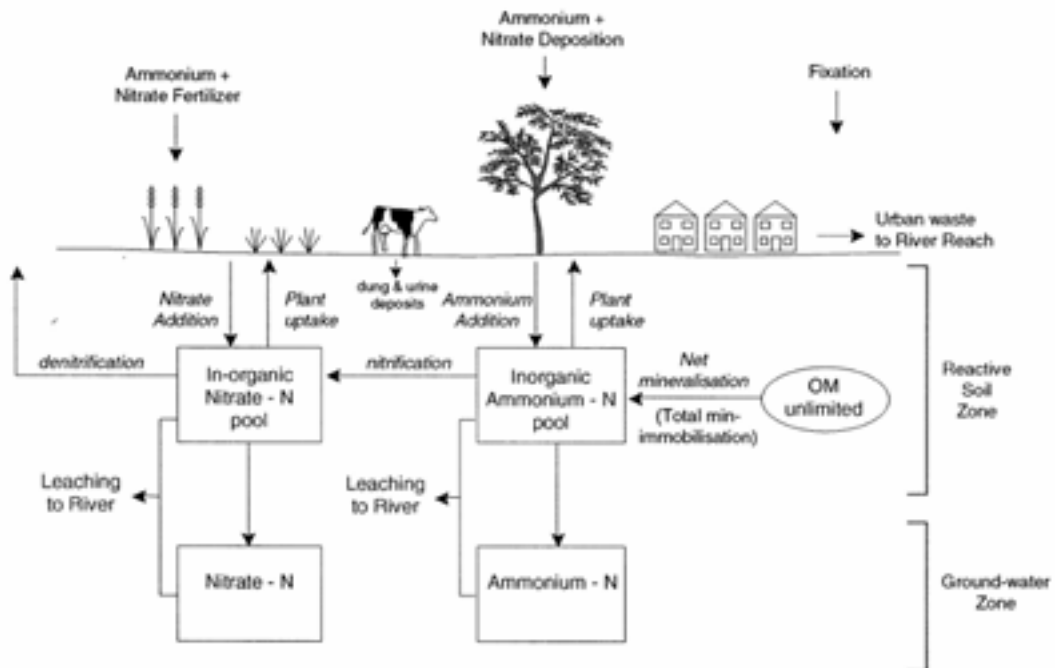 Ammonium +
Nitrate Deposition
Ammonium +
Nitrate Fertilizer
Fixation
Urban waste
to River Reach
dung & urine
deposits
Nitrate
Addition
Plant
uptake
Ammonium
Addition
Plant
uptake
denitrification
In-organic
Nitrate - N
pool
nitrification
Inorganic
Ammonium - N
pool
Net
mineralisation
(Total min-
immobilisation)
OM
unlimited
Reactive
Soil
Zone
Leaching
to River
Leaching
to River
Nitrate - N
Ammonium - N
Ground-water
Zone